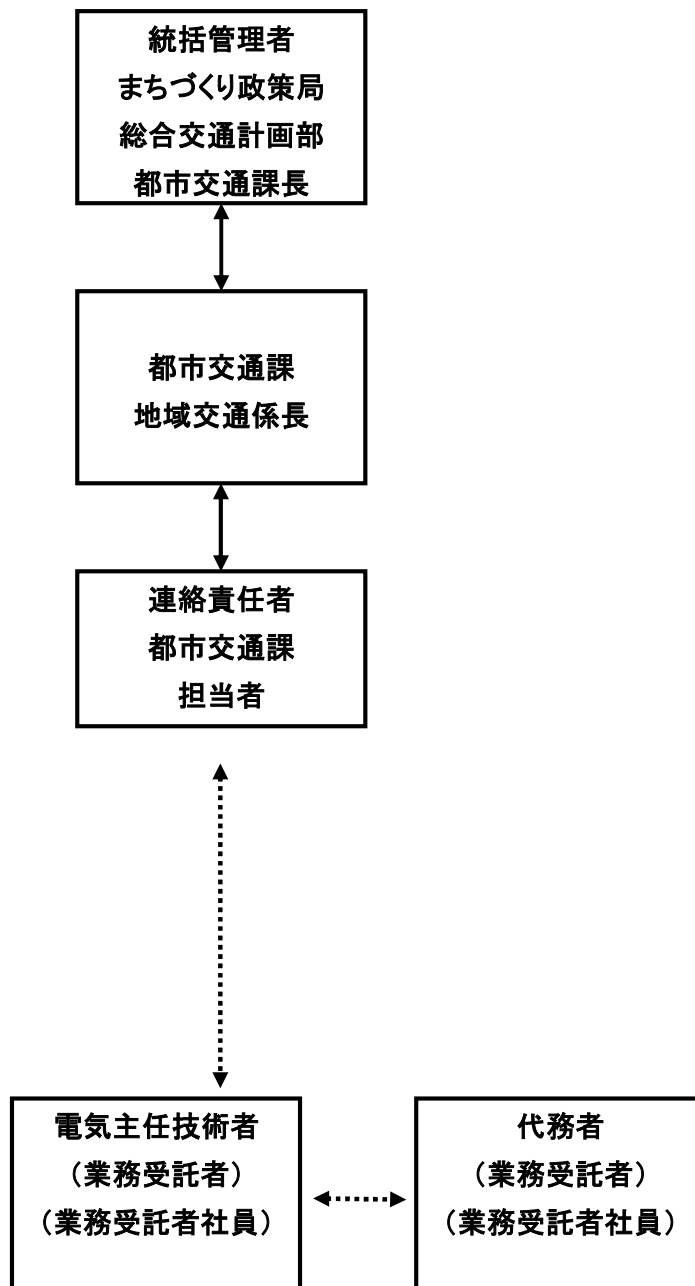 統括管理者
まちづくり政策局
総合交通計画部
都市交通課長
都市交通課
地域交通係長
連絡責任者
都市交通課
担当者
電気主任技術者
（業務受託者）
（業務受託者社員）
代務者
（業務受託者）
（業務受託者社員）